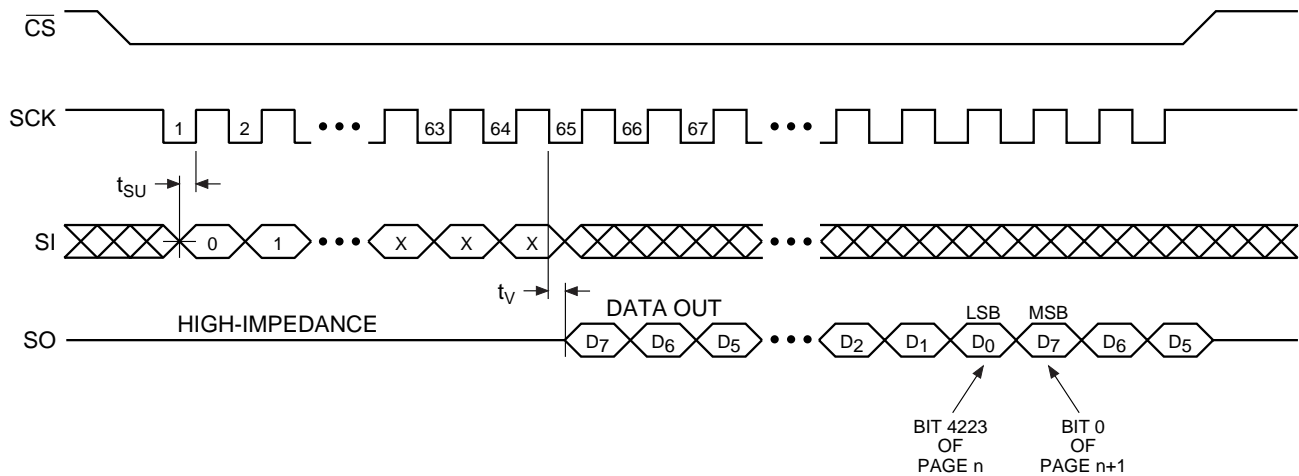 CS
SCK
1 2 63 64 65 66 67
tSU
SI
0 1 X X X
tV
HIGH-IMPEDANCE
DATA OUT
LSB MSB
SO
D7 D6 D5 D2 D1 D0 D7 D6 D5
BIT 4223
OF
PAGE n
BIT 0
OF
PAGE n+1